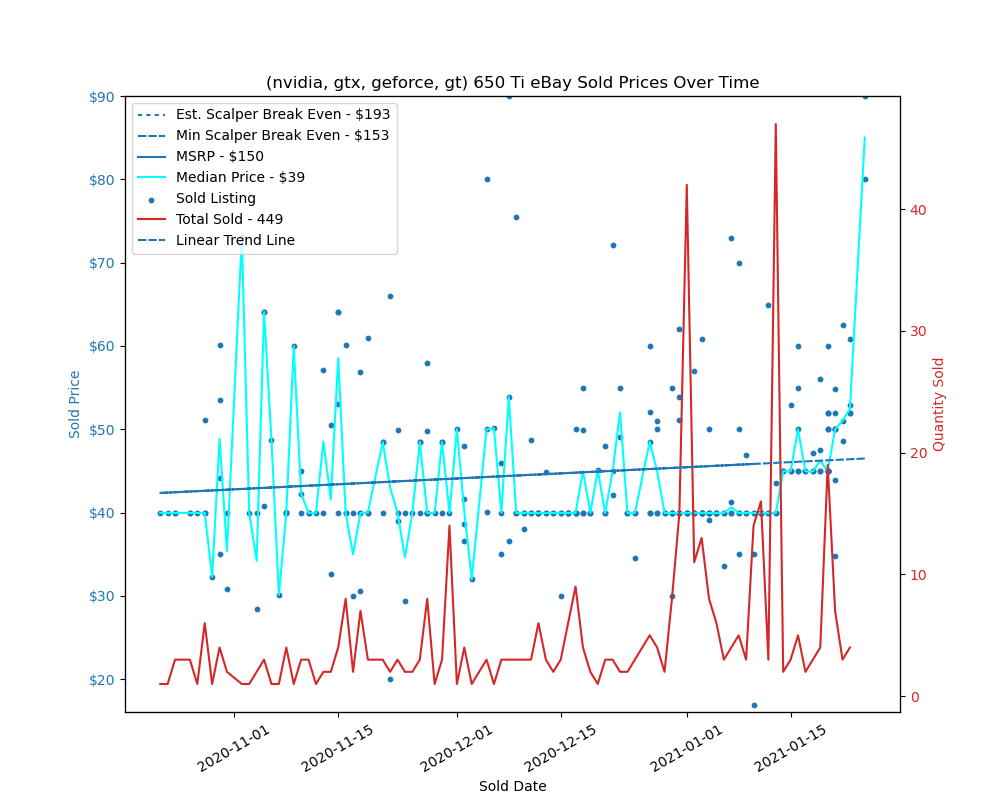 (nvidia, gtx, geforce, gt) 650 Ti eBay Sold Prices Over Time
Est. Scalper Break Even - $193
Min Scalper Break Even - $153
MSRP - $150
Median Price - $39
Sold Listing
Total Sold - 449
Linear Trend Line
$90
$80
$70
$60
$50
$40
$30
$20
Sold Price
40
30
20
10
0
Quantity Sold
2020-11-01
2020-11-15
2020-12-01
2020-12-15
2021-01-01
2021-01-15
Sold Date